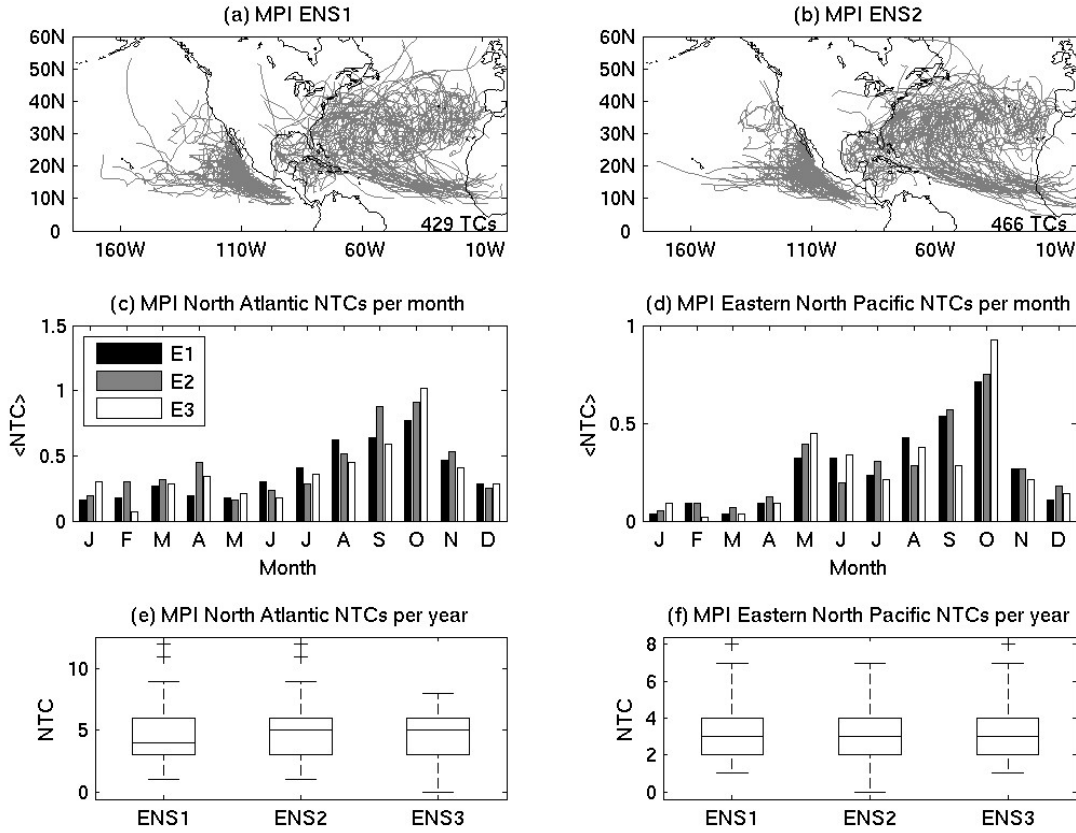 (a) MPI ENS1
60N
50N
40N
30N
20N
10N
0
429 TCs
160W 110W 60W 10W
(b) MPI ENS2
60N
50N
40N
30N
20N
10N
0
466 TCs
160W 110W 60W 10W
(c) MPI North Atlantic NTCs per month
1.5
1
0.5
0
<NTC>
E1
E2
E3
J F M A M J J A S O N D
Month
(d) MPI Eastern North Pacific NTCs per month
1
0.5
0
<NTC>
J F M A M J J A S O N D
Month
(e) MPI North Atlantic NTCs per year
10
5
0
NTC
ENS1 ENS2 ENS3
(f) MPI Eastern North Pacific NTCs per year
8
6
4
2
0
NTC
ENS1 ENS2 ENS3